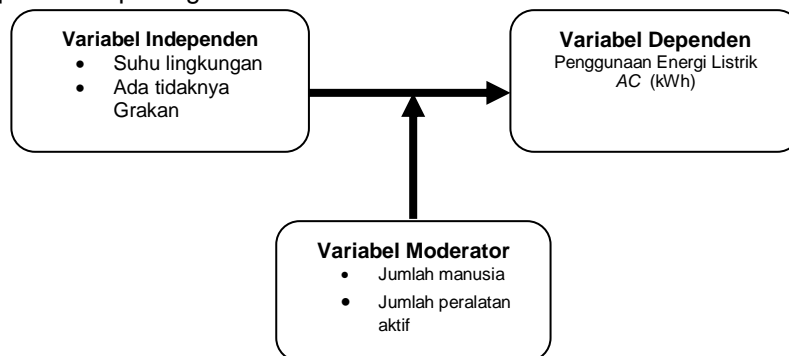 Variabel Independen
• Suhu lingkungan
• Ada tidaknya
Grakan
Variabel Dependen
Penggunaan Energi Listrik
AC (kWh)
Variabel Moderator
• Jumlah manusia
• Jumlah peralatan
aktif